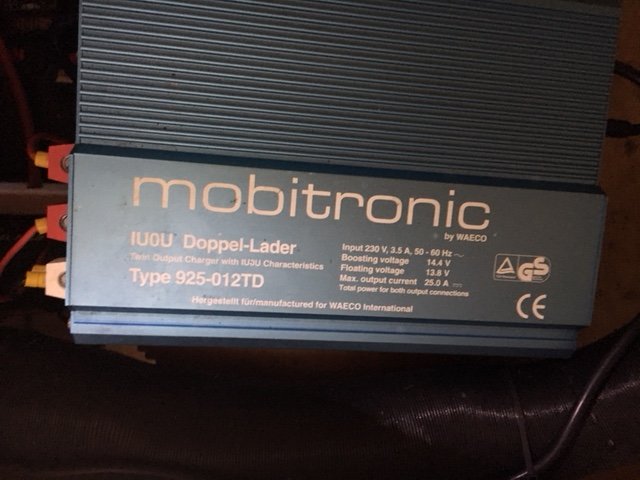 mobitronic
by WAECO
IU0U Doppel-Lader
Twin Output Charger with IU3U Characteristics
Type 925-012TD
Input 230 V, 3.5 A, 50 - 60 Hz ~
Boosting voltage 14.4 V
Floating voltage 13.8 V
Max. output current 25.0 A ⎓
Total power for both output connections
Hergestellt für/manufactured for WAECO International
GS
CE